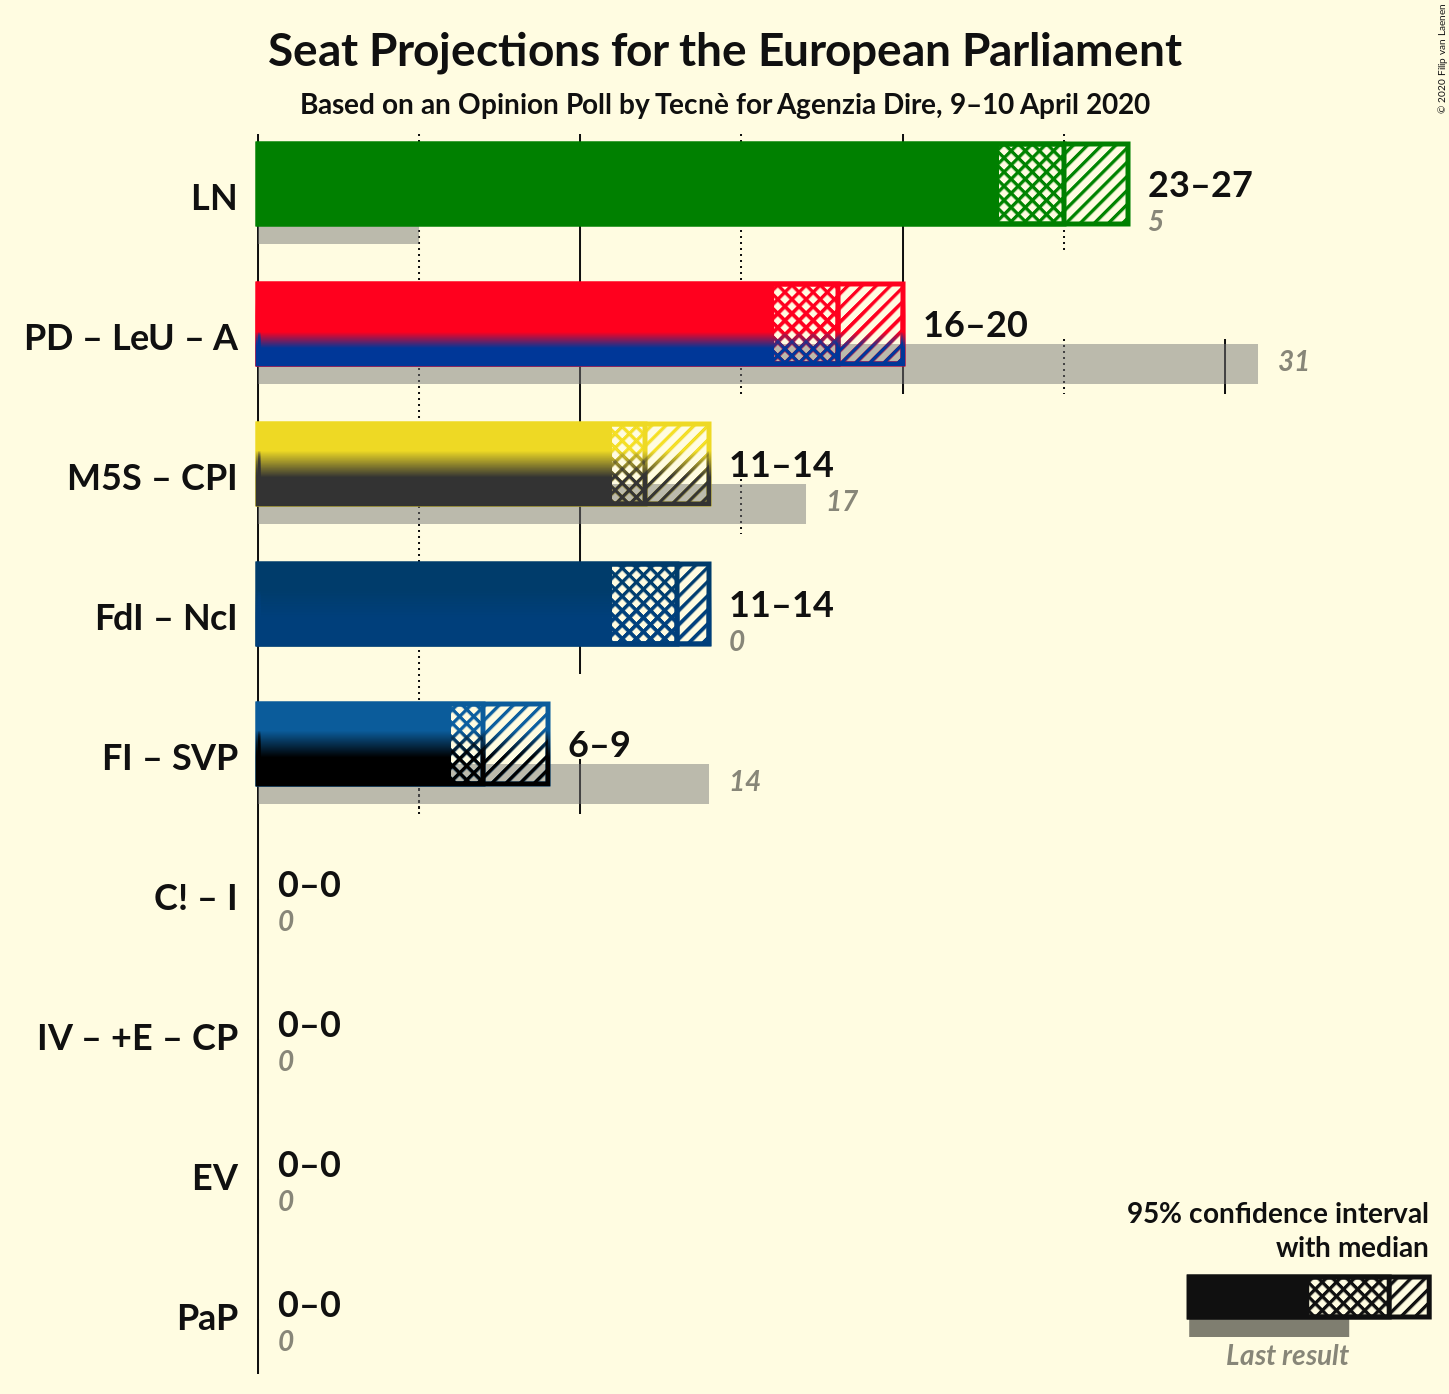 Seat Projections for the European Parliament
Based on an Opinion Poll by Tecnè for Agenzia Dire, 9–10 April 2020
© 2020 Filip van Laenen
LN
23–27
5
PD – LeU – A
16–20
31
M5S – CPI
11–14
17
FdI – NcI
11–14
0
FI – SVP
6–9
14
C! – I
0–0
0
IV – +E – CP
0–0
0
EV
0–0
0
PaP
0–0
0
95% confidence interval
with median
Last result